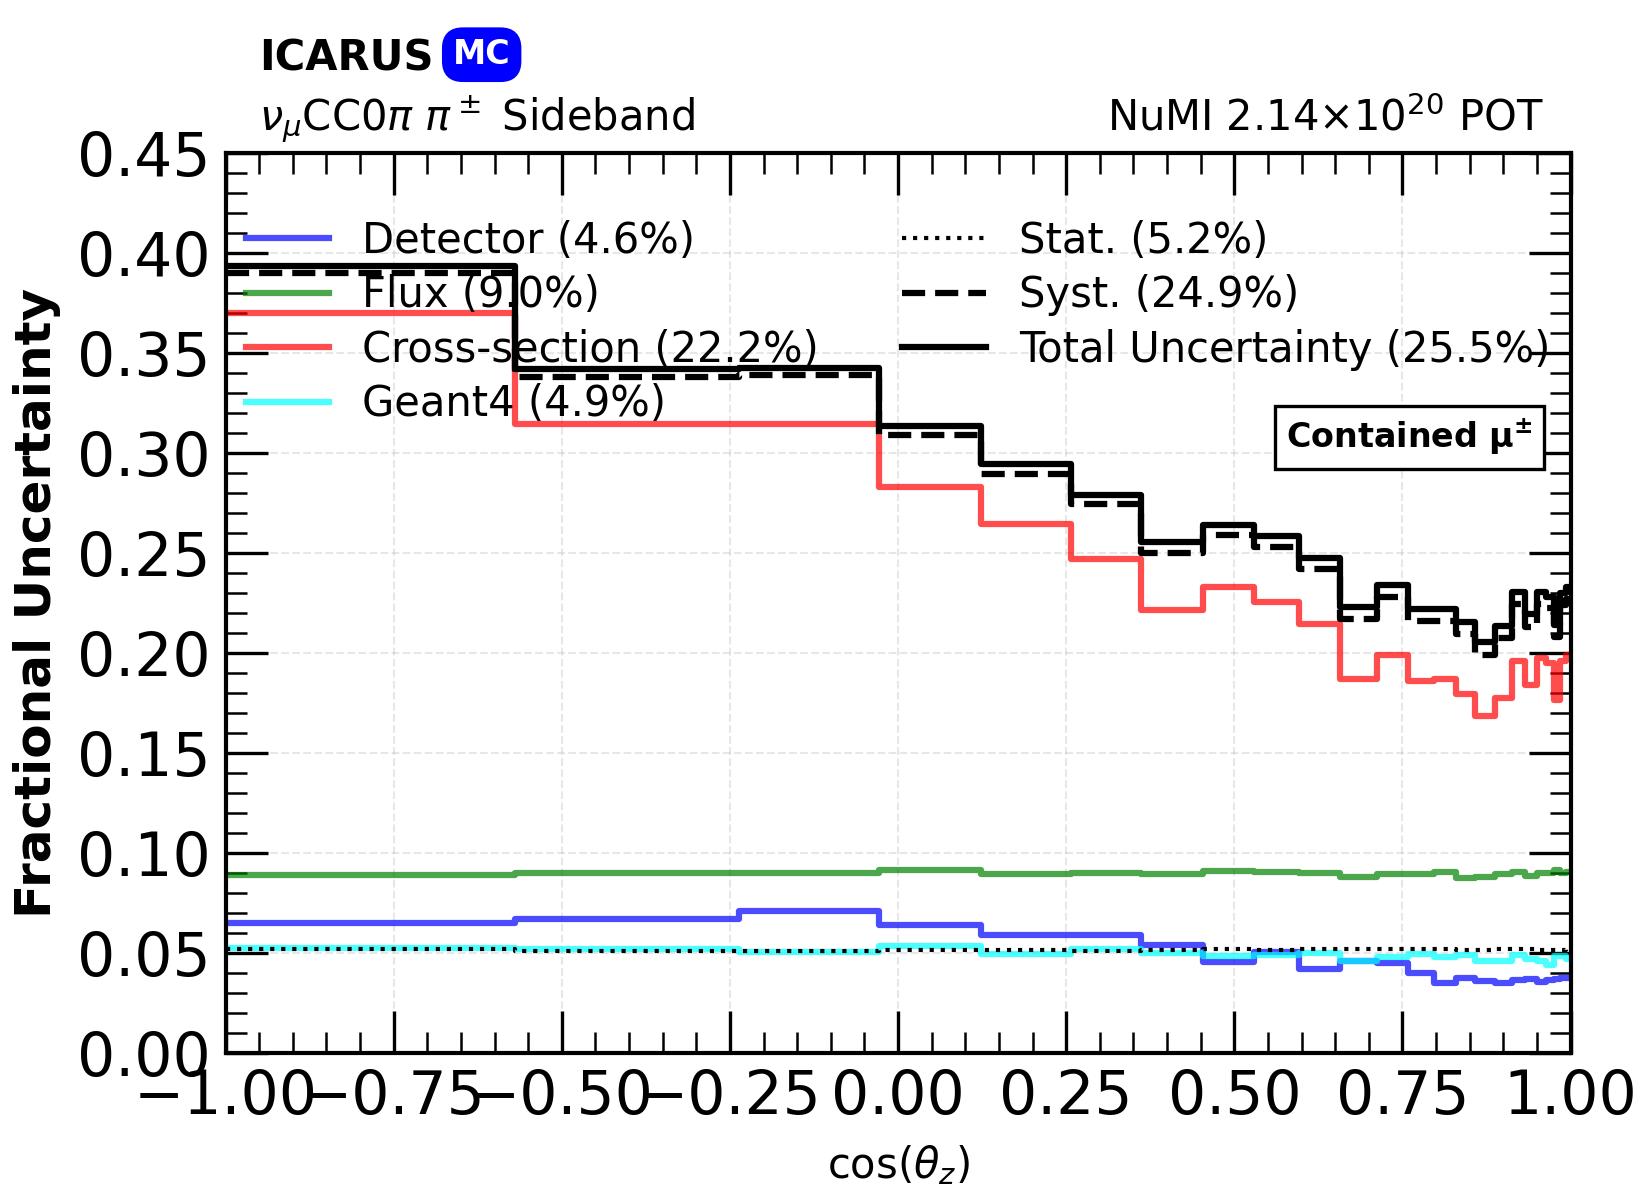 ICARUS MC
νμCC0π π± Sideband
NuMI 2.14×10²⁰ POT
Fractional Uncertainty
0.45
0.40
0.35
0.30
0.25
0.20
0.15
0.10
0.05
0.00
Detector (4.6%)
Flux (9.0%)
Cross-section (22.2%)
Geant4 (4.9%)
Stat. (5.2%)
Syst. (24.9%)
Total Uncertainty (25.5%)
Contained μ±
−1.00 −0.75 −0.50 −0.25 0.00 0.25 0.50 0.75 1.00
cos(θz)